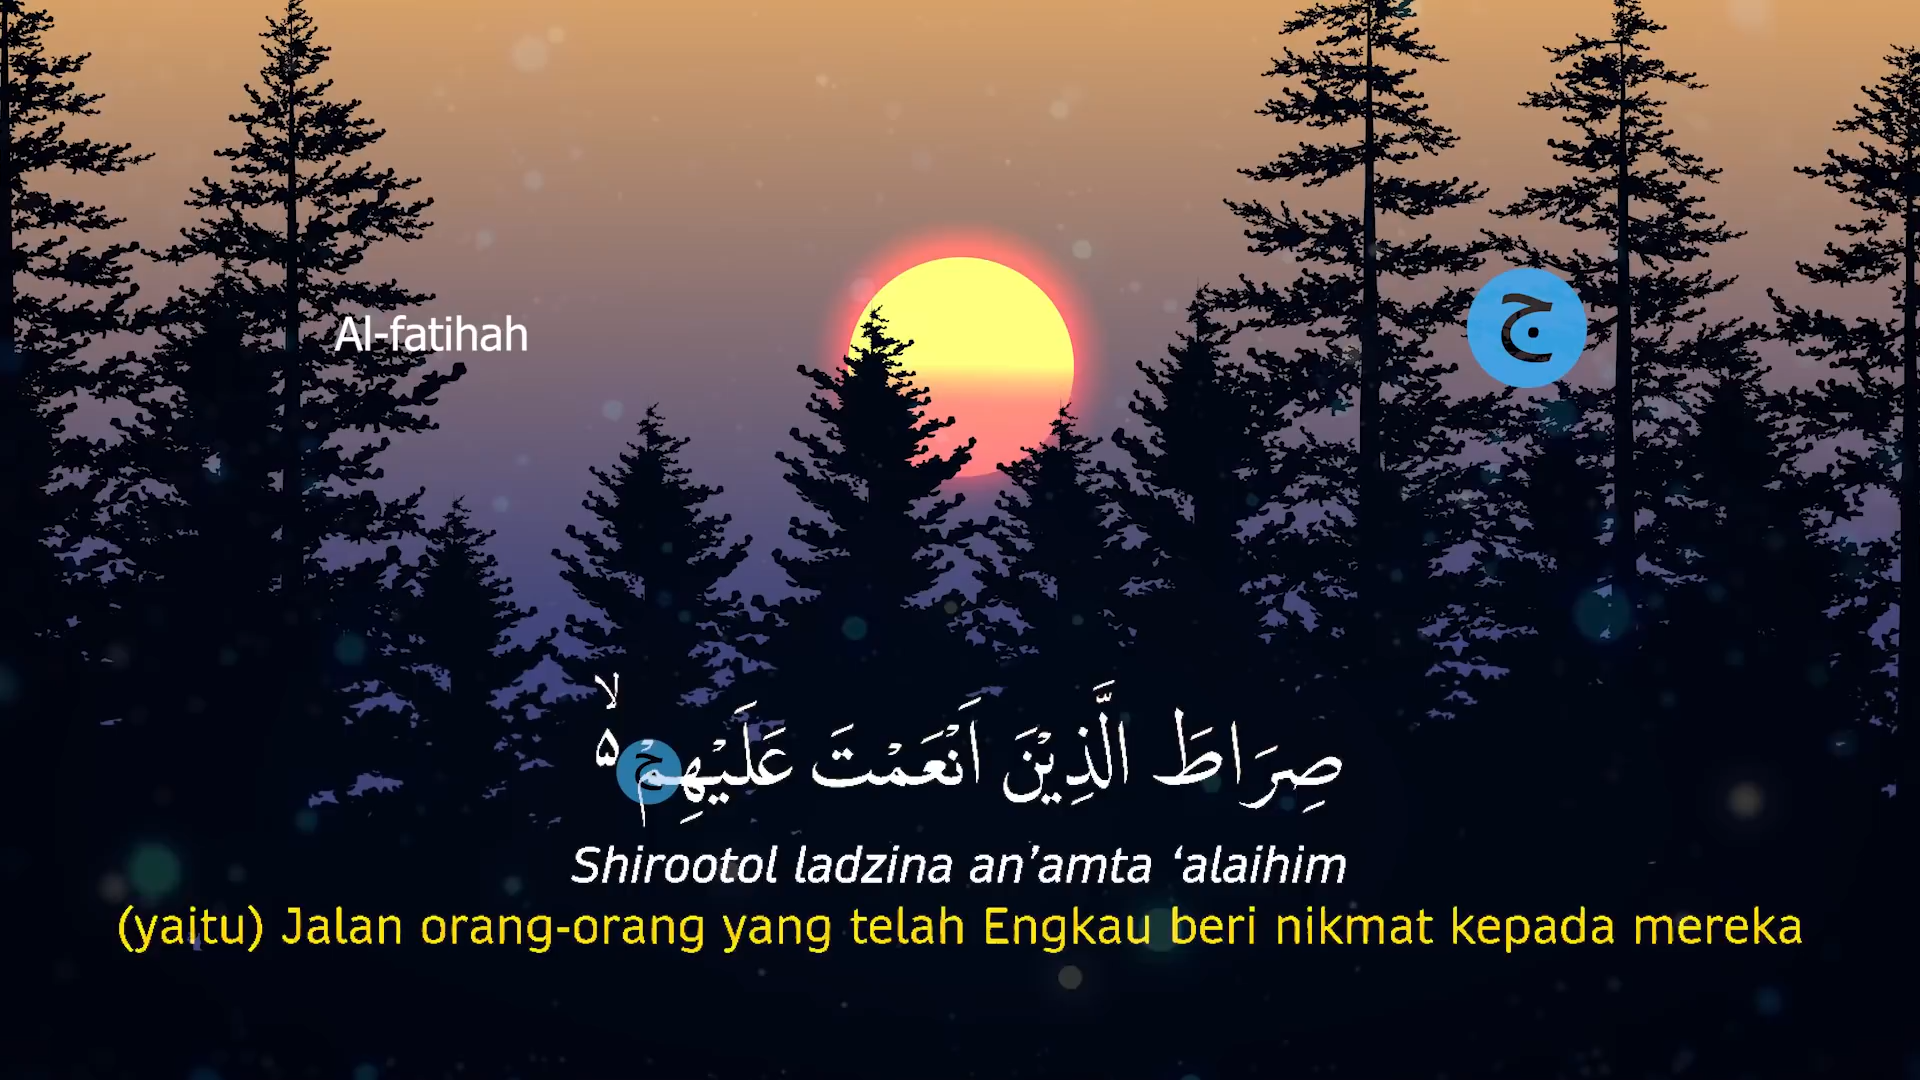 Al-fatihah
ج
صِرَاطَ الَّذِيْنَ اَنْعَمْتَ عَلَيْهِمْ ۙ ۵
ج
Shirootol ladzina an’amta ‘alaihim
(yaitu) Jalan orang-orang yang telah Engkau beri nikmat kepada mereka